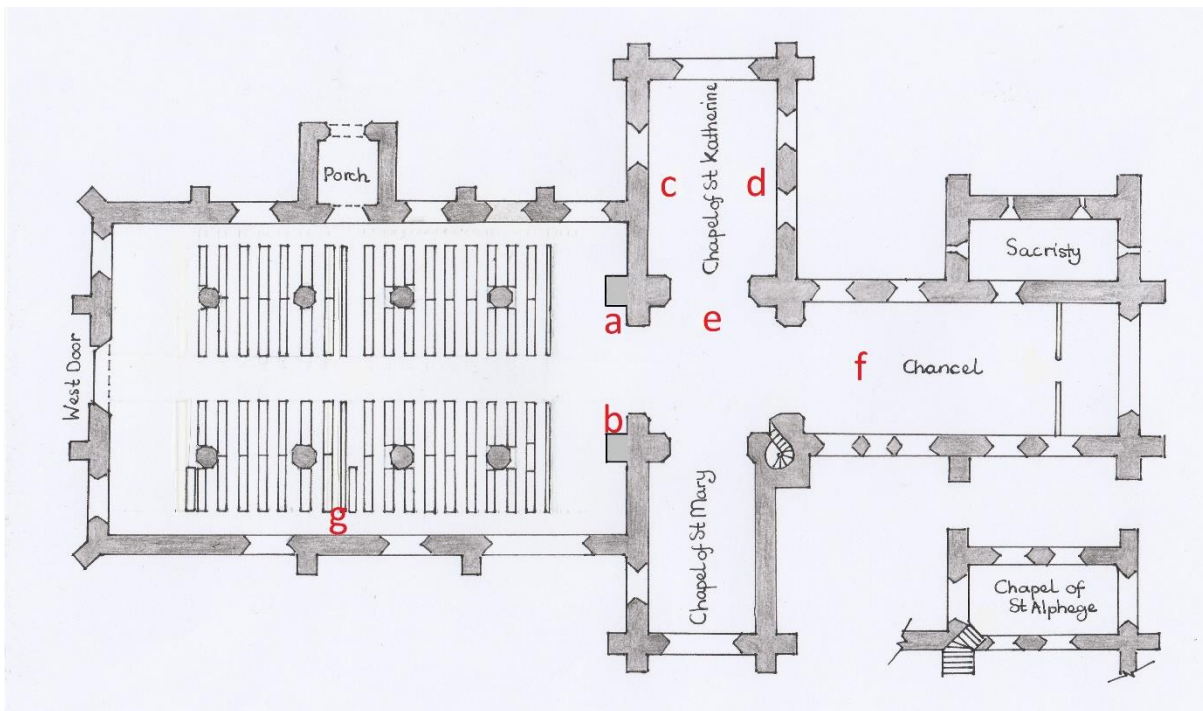 Porch
Chapel of St Katherine
c
d
Sacristy
a
e
West Door
f
Chancel
b
Chapel of St Mary
g
Chapel of
St Alphege